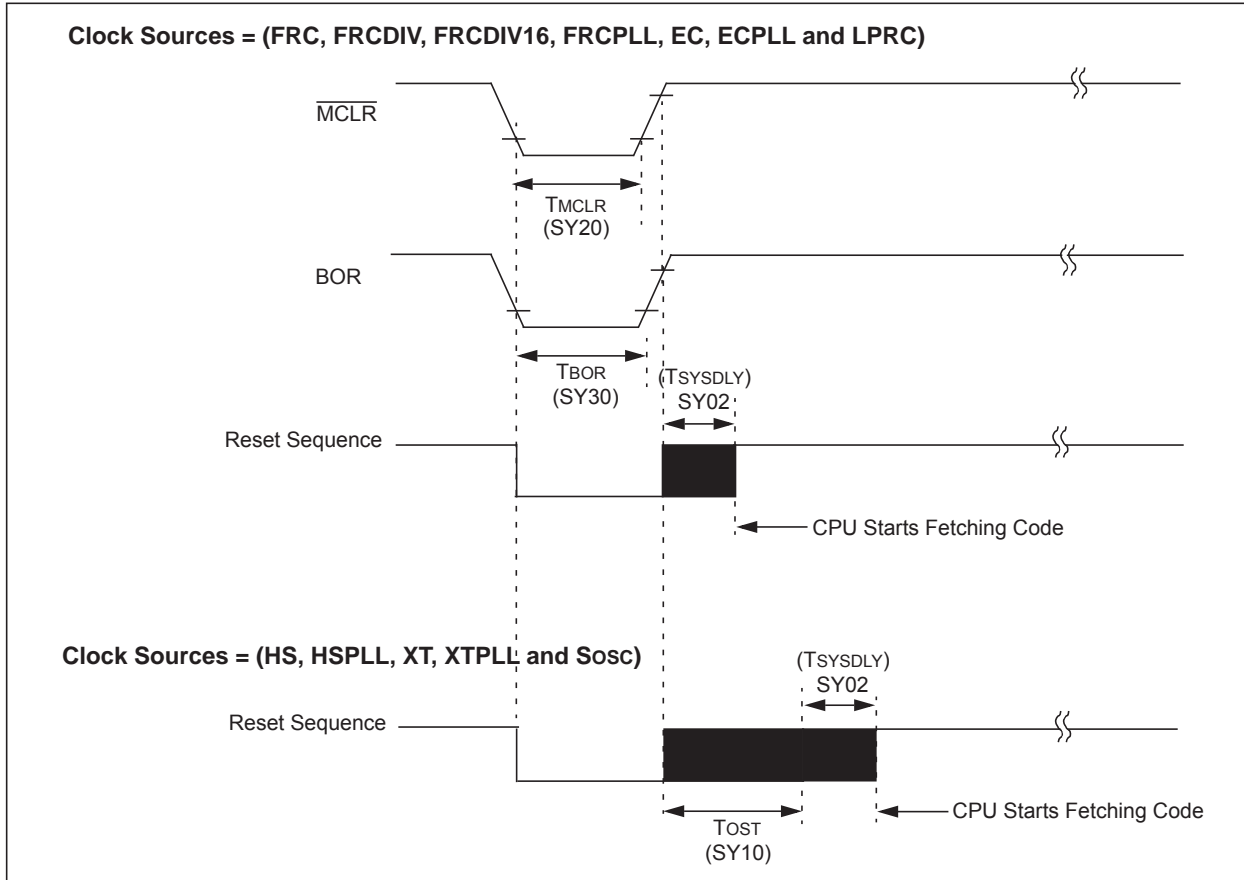 Clock Sources = (FRC, FRCDIV, FRCDIV16, FRCPLL, EC, ECPLL and LPRC)
MCLR
TMCLR
(SY20)
BOR
TBOR
(SY30)
(TSYSDLY)
SY02
Reset Sequence
CPU Starts Fetching Code
Clock Sources = (HS, HSPLL, XT, XTPLL and SOSC)
(TSYSDLY)
SY02
Reset Sequence
CPU Starts Fetching Code
TOST
(SY10)